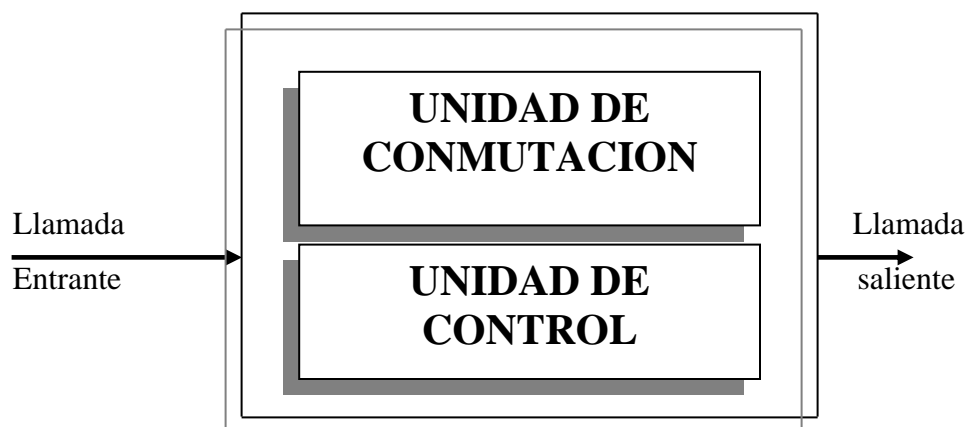 UNIDAD DE
CONMUTACION
Llamada
Entrante
UNIDAD DE
CONTROL
Llamada
saliente